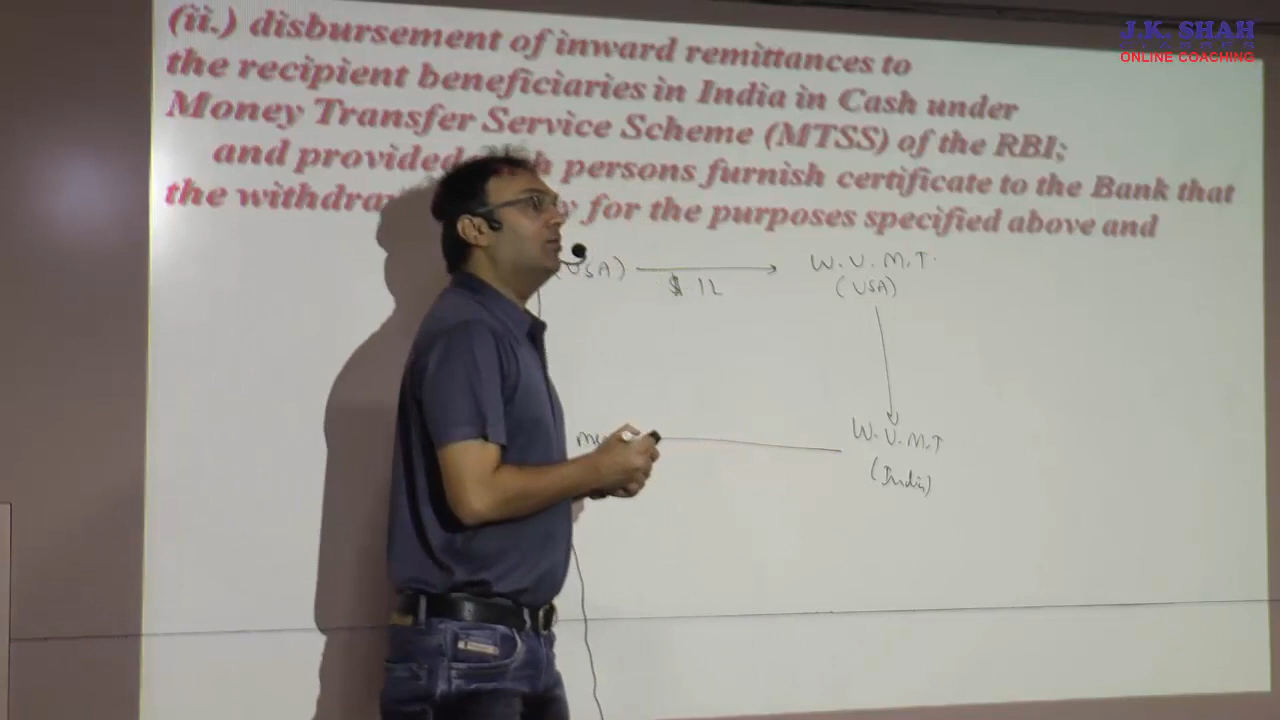 J.K. SHAH
CLASSES
ONLINE COACHING
(ii.) disbursement of inward remittances to
the recipient beneficiaries in India in Cash under
Money Transfer Service Scheme (MTSS) of the RBI;
and provided persons furnish certificate to the Bank that
the for the purposes specified above and
(USA) $ 1L W.U.M.T.
(USA)
W.U.M.T
(India)